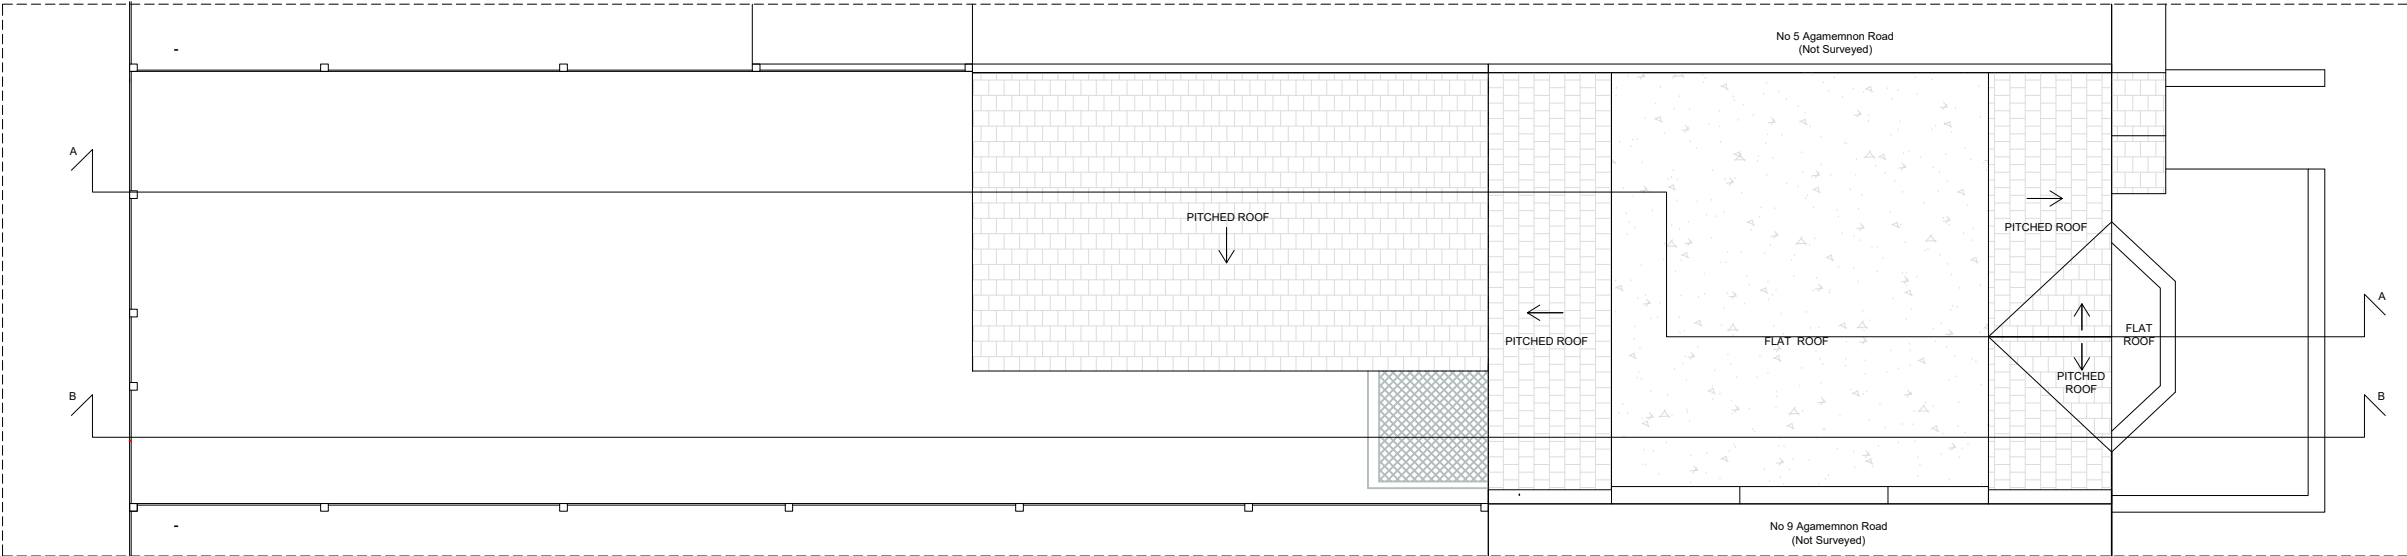 No 5 Agamemnon Road
(Not Surveyed)
A
PITCHED ROOF
PITCHED ROOF
A
PITCHED ROOF
FLAT ROOF
FLAT
ROOF
PITCHED
ROOF
B
B
No 9 Agamemnon Road
(Not Surveyed)